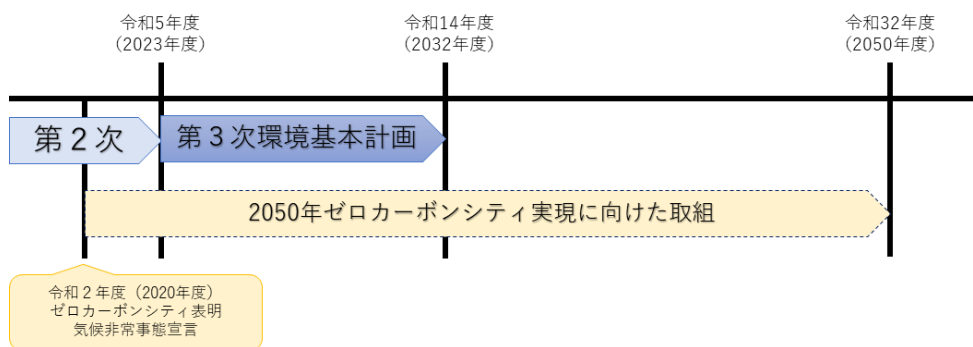 令和5年度
（2023年度）
令和14年度
（2032年度）
令和32年度
（2050年度）
第２次
第３次環境基本計画
2050年ゼロカーボンシティ実現に向けた取組
令和２年度（2020年度）
ゼロカーボンシティ表明
気候非常事態宣言